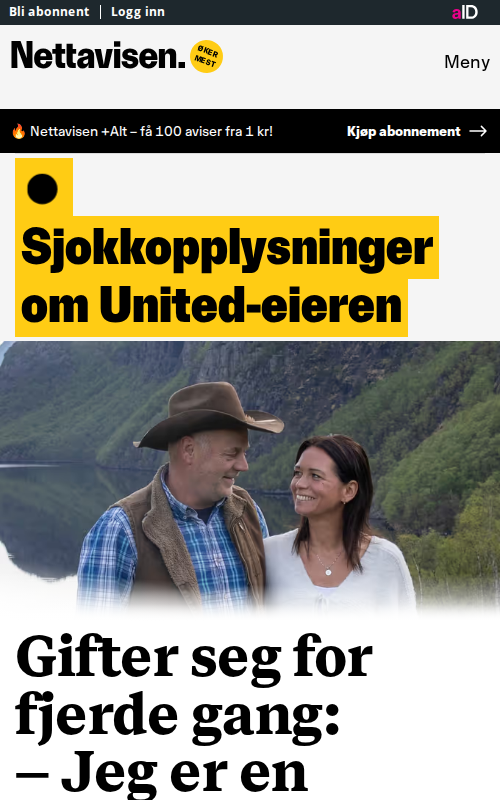 Bli abonnent | Logg inn
aID
Nettavisen.
ØKER
MEST
Meny
🔥 Nettavisen +Alt – få 100 aviser fra 1 kr!
Kjøp abonnement →
Sjokkopplysninger
om United-eieren
Gifter seg for
fjerde gang:
– Jeg er en